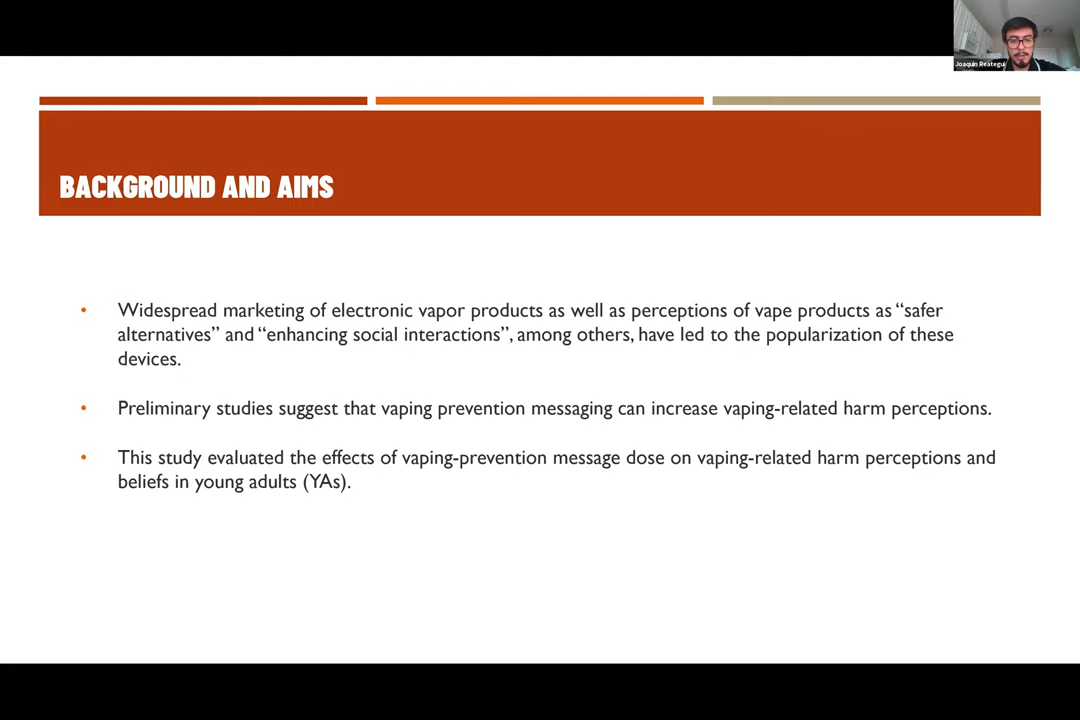 Joaquin Reategui
BACKGROUND AND AIMS
• Widespread marketing of electronic vapor products as well as perceptions of vape products as “safer
alternatives” and “enhancing social interactions”, among others, have led to the popularization of these
devices.
• Preliminary studies suggest that vaping prevention messaging can increase vaping-related harm perceptions.
• This study evaluated the effects of vaping-prevention message dose on vaping-related harm perceptions and
beliefs in young adults (YAs).